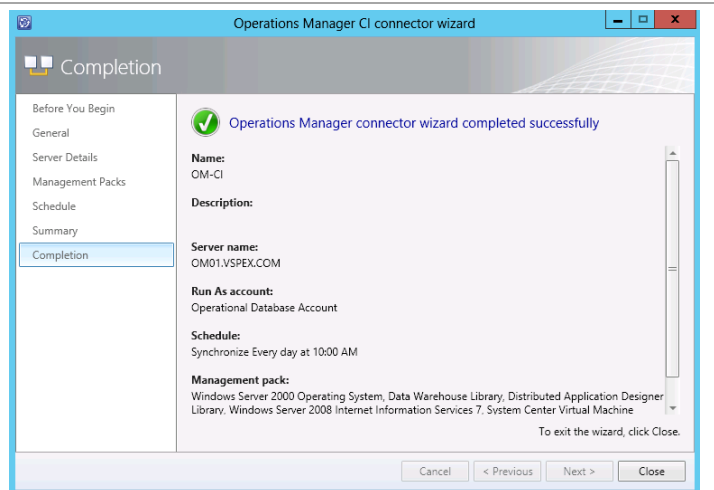 Operations Manager CI connector wizard
Completion
Before You Begin
General
Server Details
Management Packs
Schedule
Summary
Completion
Operations Manager connector wizard completed successfully
Name:
OM-CI
Description:
Server name:
OM01.VSPEX.COM
Run As account:
Operational Database Account
Schedule:
Synchronize Every day at 10:00 AM
Management pack:
Windows Server 2000 Operating System, Data Warehouse Library, Distributed Application Designer
Library, Windows Server 2008 Internet Information Services 7, System Center Virtual Machine
To exit the wizard, click Close.
Cancel
< Previous
Next >
Close